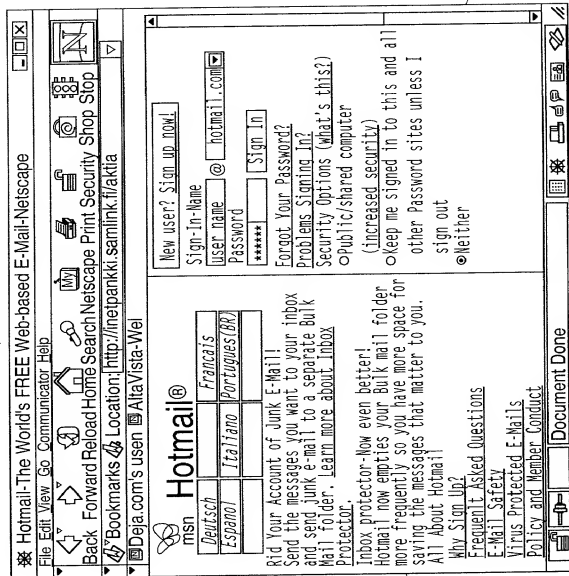 Hotmail-The World's FREE Web-based E-Mail-Netscape
File Edit View Go Communicator Help
N
My
Back Forward Reload Home Search Netscape Print Security Shop Stop
Bookmarks Location: http://inetpankki.samlink.fi/aktia
Deja.com's usen AltaVista-Wel
msn Hotmail®
Deutsch Francais
Espanol Italiano Portugues(BR)
Rid Your Account of Junk E-Mail!
Send the messages you want to your inbox
and send junk e-mail to a separate Bulk
Mail folder. Learn more about Inbox
Protector.
Inbox protector-Now even better!
Hotmail now empties your Bulk mail folder
more frequently so you have more space for
saving the messages that matter to you.
All About Hotmail
Why Sign Up?
Frequenlt Asked Questions
E-Mail Safety
Virus Protected E-Mails
Policy and Member Conduct
New user? Sign up now!
Sign-In-Name
user name @ hotmail.com
Password
****** Sign In
Forgot Your Password?
Problems Signing In?
Security Options (what's this?)
Public/shared computer
(increased security)
Keep me signed in to this and all
other Password sites unless I
sign out
Neither
Document Done